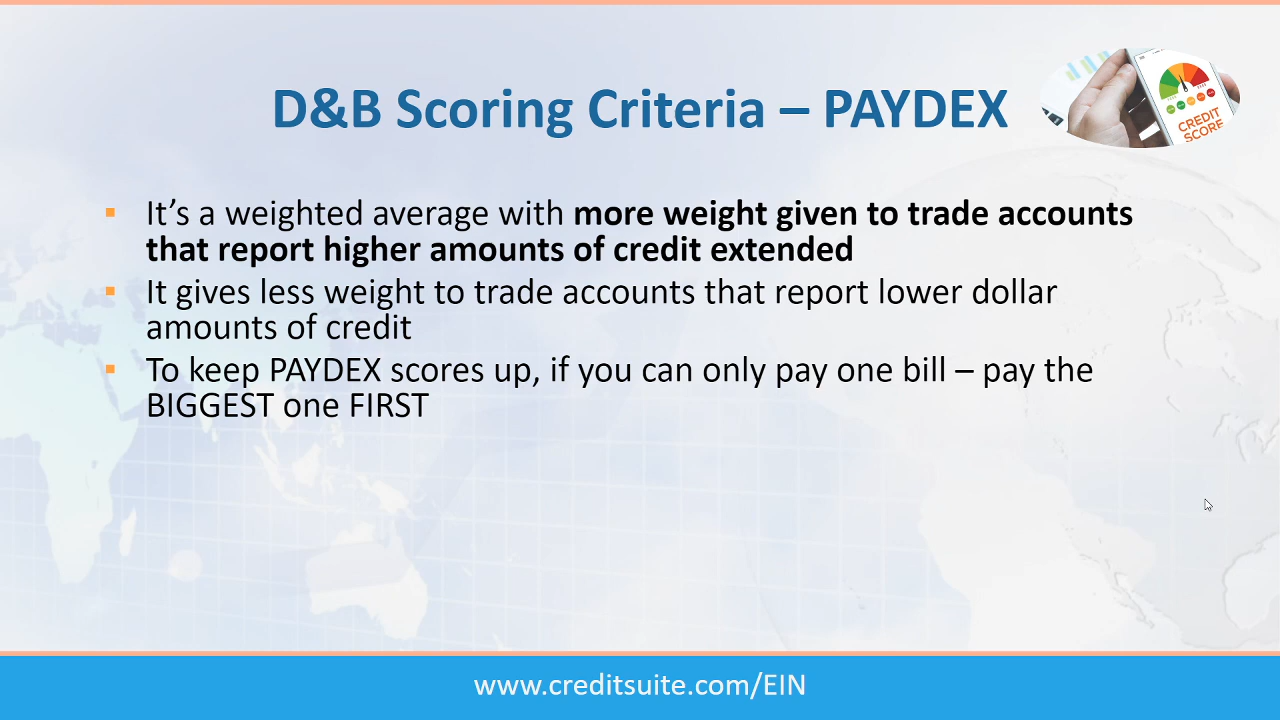 D&B Scoring Criteria – PAYDEX
CREDIT
SCORE
▪ It’s a weighted average with more weight given to trade accounts
that report higher amounts of credit extended
▪ It gives less weight to trade accounts that report lower dollar
amounts of credit
▪ To keep PAYDEX scores up, if you can only pay one bill – pay the
BIGGEST one FIRST
www.creditsuite.com/EIN